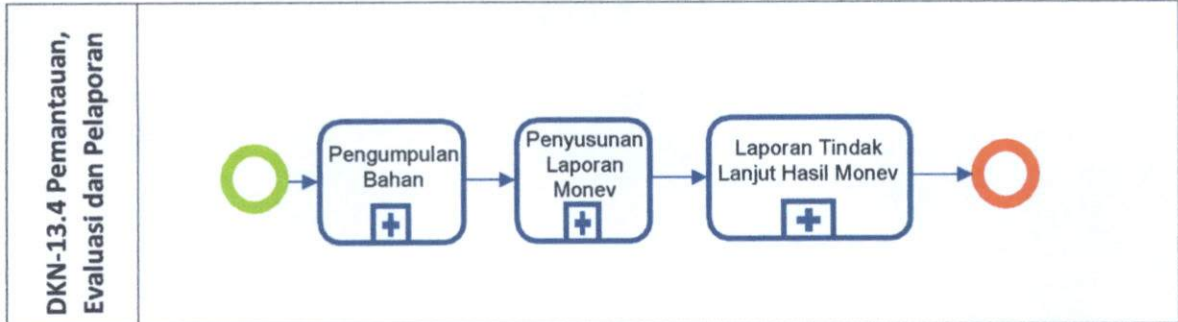 DKN-13.4 Pemantauan,
Evaluasi dan Pelaporan
Pengumpulan
Bahan
Penyusunan
Laporan
Monev
Laporan Tindak
Lanjut Hasil Monev